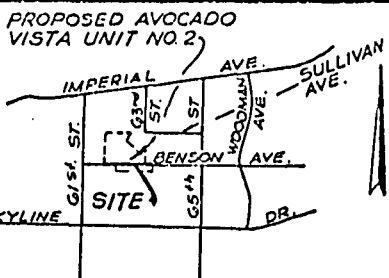 PROPOSED AVOCADO
VISTA UNIT NO. 2
IMPERIAL AVE.
SULLIVAN
AVE.
63rd ST.
ST
WOODMAN
AVE.
61st. ST.
BENSON AVE.
SITE
65th
KYLINE DR.